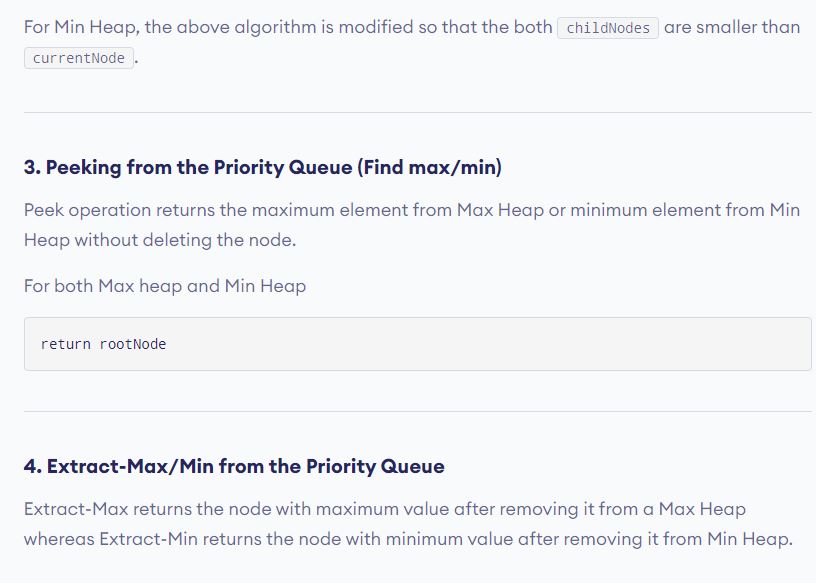 For Min Heap, the above algorithm is modified so that the both childNodes are smaller than
currentNode.
3. Peeking from the Priority Queue (Find max/min)
Peek operation returns the maximum element from Max Heap or minimum element from Min
Heap without deleting the node.
For both Max heap and Min Heap
return rootNode
4. Extract-Max/Min from the Priority Queue
Extract-Max returns the node with maximum value after removing it from a Max Heap
whereas Extract-Min returns the node with minimum value after removing it from Min Heap.